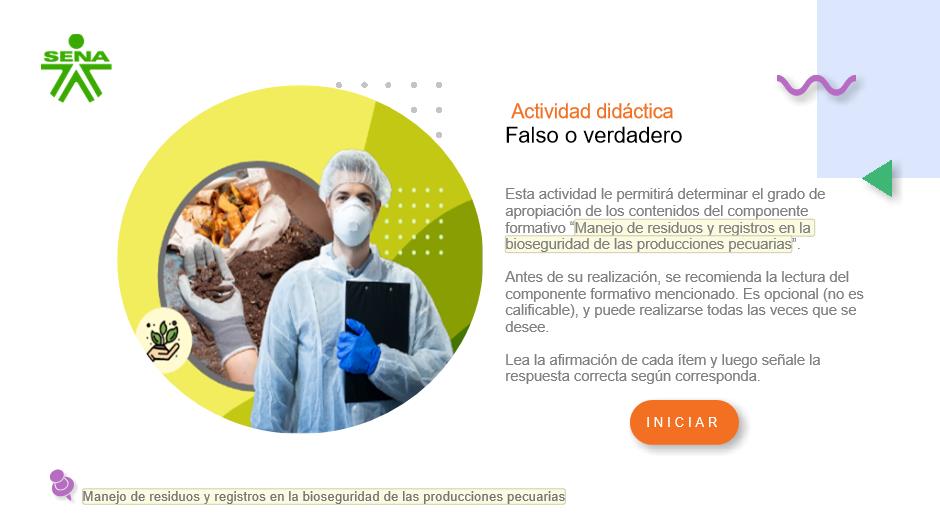 SENA
Actividad didáctica
Falso o verdadero
Esta actividad le permitirá determinar el grado de
apropiación de los contenidos del componente
formativo “Manejo de residuos y registros en la
bioseguridad de las producciones pecuarias”.
Antes de su realización, se recomienda la lectura del
componente formativo mencionado. Es opcional (no es
calificable), y puede realizarse todas las veces que se
desee.
Lea la afirmación de cada ítem y luego señale la
respuesta correcta según corresponda.
INICIAR
Manejo de residuos y registros en la bioseguridad de las producciones pecuarias